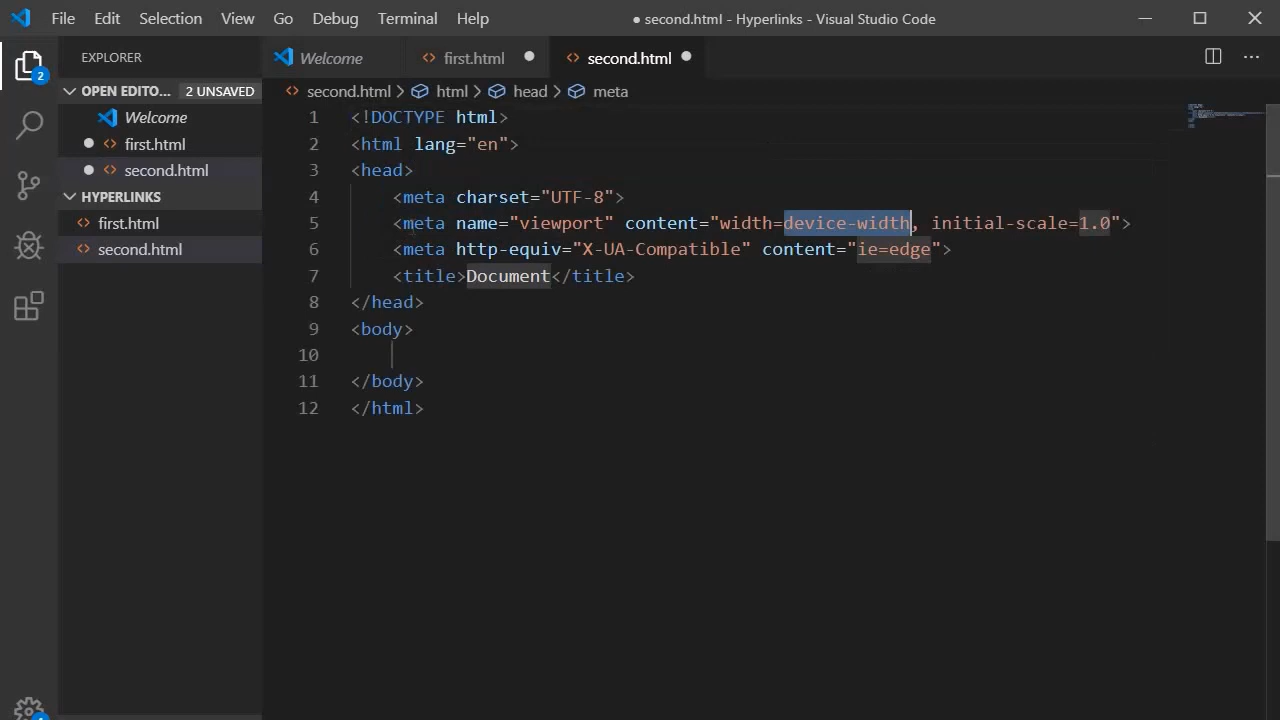 File Edit Selection View Go Debug Terminal Help ● second.html - Hyperlinks - Visual Studio Code
EXPLORER
OPEN EDITO... 2 UNSAVED
Welcome
first.html
second.html
HYPERLINKS
first.html
second.html
2
Welcome first.html second.html
second.html > html > head > meta
1 <!DOCTYPE html>
2 <html lang="en">
3 <head>
4 <meta charset="UTF-8">
5 <meta name="viewport" content="width=device-width, initial-scale=1.0">
6 <meta http-equiv="X-UA-Compatible" content="ie=edge">
7 <title>Document</title>
8 </head>
9 <body>
10
11 </body>
12 </html>